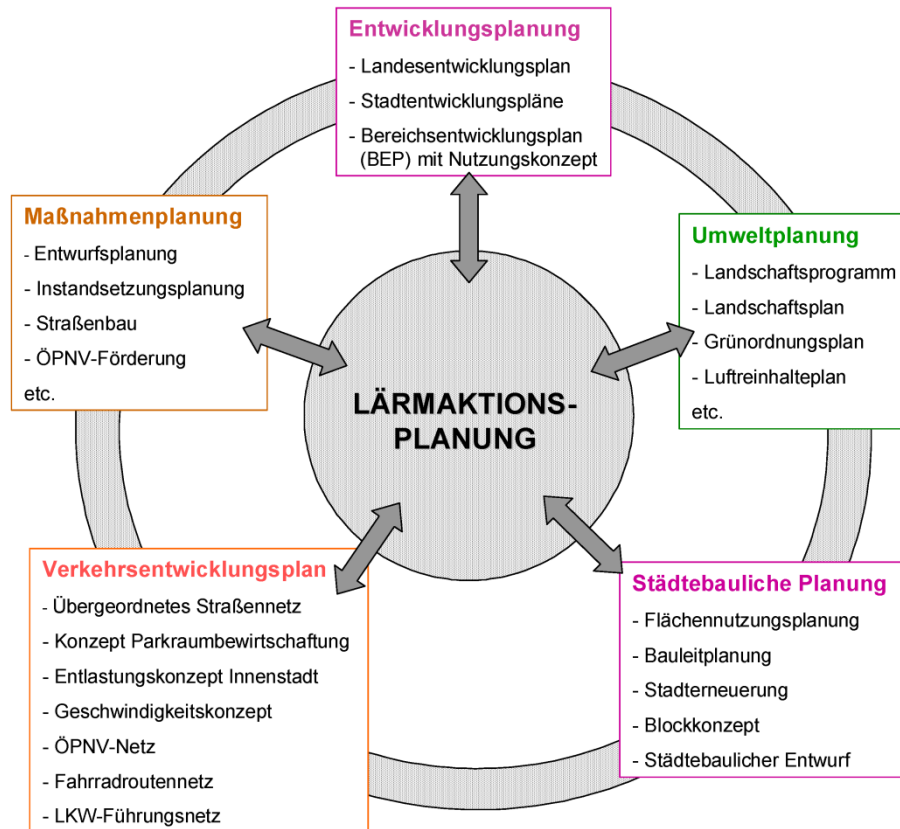 Entwicklungsplanung
- Landesentwicklungsplan
- Stadtentwicklungspläne
- Bereichsentwicklungsplan
(BEP) mit Nutzungskonzept
Maßnahmenplanung
- Entwurfsplanung
- Instandsetzungsplanung
- Straßenbau
- ÖPNV-Förderung
etc.
Umweltplanung
- Landschaftsprogramm
- Landschaftsplan
- Grünordnungsplan
- Luftreinhalteplan
etc.
LÄRMAKTIONS-
PLANUNG
Verkehrsentwicklungsplan
- Übergeordnetes Straßennetz
- Konzept Parkraumbewirtschaftung
- Entlastungskonzept Innenstadt
- Geschwindigkeitskonzept
- ÖPNV-Netz
- Fahrradroutennetz
- LKW-Führungsnetz
Städtebauliche Planung
- Flächennutzungsplanung
- Bauleitplanung
- Stadterneuerung
- Blockkonzept
- Städtebaulicher Entwurf